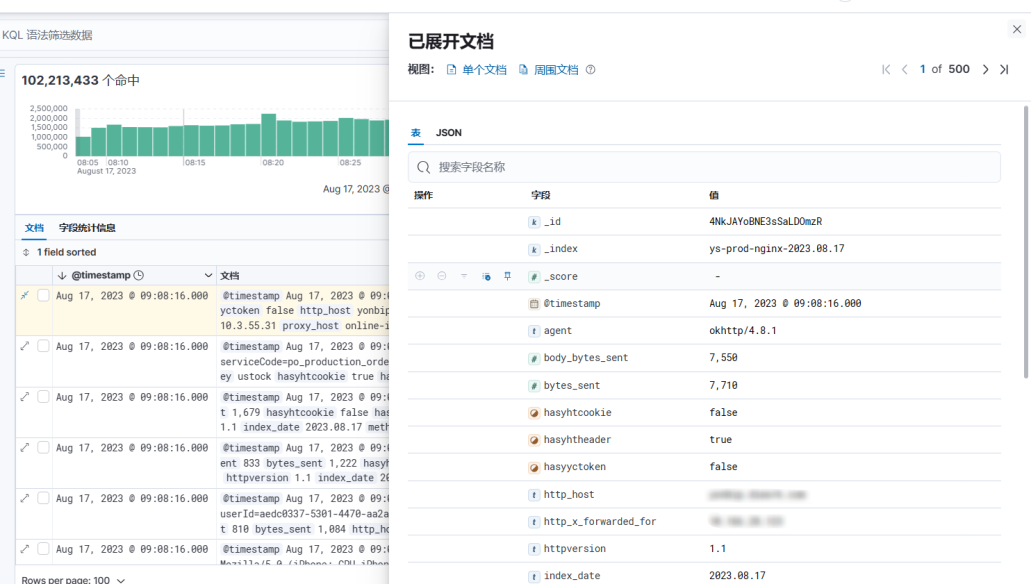 KQL 语法筛选数据
102,213,433 个命中
2,500,000
2,000,000
1,500,000
1,000,000
500,000
0
08:05 08:10 08:15 08:20 08:25
August 17, 2023
Aug 17, 2023 @
文档 字段统计信息
1 field sorted
@timestamp 文档
Aug 17, 2023 @ 09:08:16.000 @timestamp Aug 17, 2023 @ 09:
yctoken false http_host yonbip
10.3.55.31 proxy_host online-i
Aug 17, 2023 @ 09:08:16.000 @timestamp Aug 17, 2023 @ 09:
serviceCode=po_production_orde
ey ustock hasyhtcookie true ha
Aug 17, 2023 @ 09:08:16.000 @timestamp Aug 17, 2023 @ 09:
t 1,679 hasyhtcookie false has
1.1 index_date 2023.08.17 meth
Aug 17, 2023 @ 09:08:16.000 @timestamp Aug 17, 2023 @ 09:
ent 833 bytes_sent 1,222 hasyh
httpversion 1.1 index_date 20
Aug 17, 2023 @ 09:08:16.000 @timestamp Aug 17, 2023 @ 09:
userId=aedc0337-5301-4470-aa2a
t 810 bytes_sent 1,084 http_ho
Aug 17, 2023 @ 09:08:16.000 @timestamp Aug 17, 2023 @ 09:
Mozilla/5.0 (iPhone; CPU iPhon
Rows per page: 100
已展开文档
视图: 单个文档 周围文档
1 of 500
表 JSON
搜索字段名称
操作 字段 值
k _id 4NkJAYoBNE3sSaLDOmzR
k _index ys-prod-nginx-2023.08.17
# _score -
@timestamp Aug 17, 2023 @ 09:08:16.000
t agent okhttp/4.8.1
# body_bytes_sent 7,550
# bytes_sent 7,710
hasyhtcookie false
hasyhtheader true
hasyyctoken false
t http_host
t http_x_forwarded_for
t httpversion 1.1
t index_date 2023.08.17